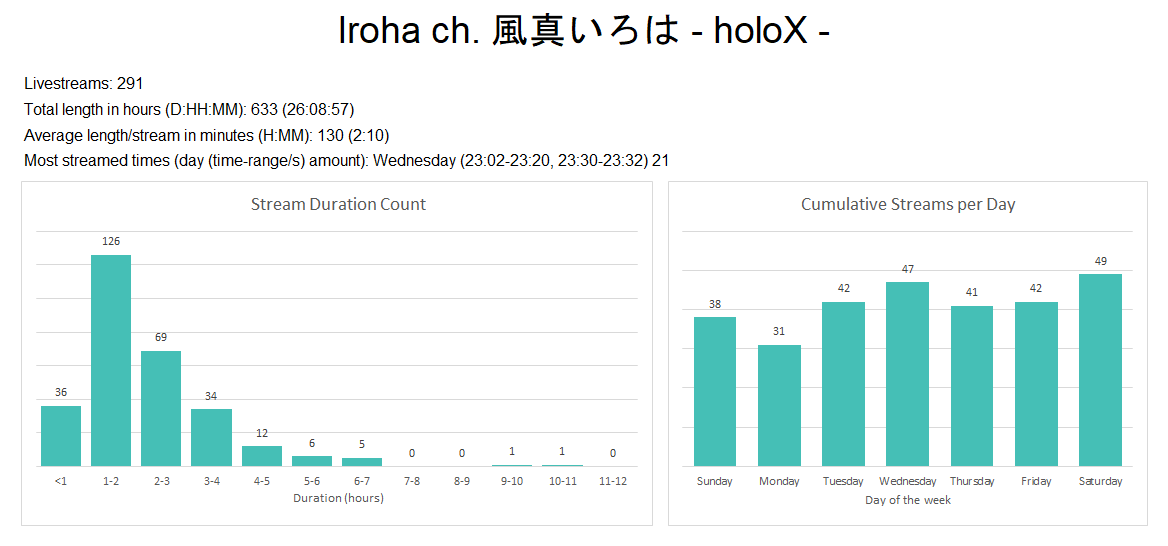 Iroha ch. 風真いろは - holoX -
Livestreams: 291
Total length in hours (D:HH:MM): 633 (26:08:57)
Average length/stream in minutes (H:MM): 130 (2:10)
Most streamed times (day (time-range/s) amount): Wednesday (23:02-23:20, 23:30-23:32) 21
Stream Duration Count
126
69
36
34
12
6
5
0
0
1
1
0
<1 1-2 2-3 3-4 4-5 5-6 6-7 7-8 8-9 9-10 10-11 11-12
Duration (hours)
Cumulative Streams per Day
38
31
42
47
41
42
49
Sunday Monday Tuesday Wednesday Thursday Friday Saturday
Day of the week